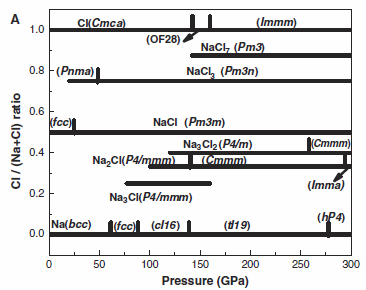 A
Cl(Cmca)
(Immm)
1.0
(OF28)
NaCl7 (Pm3)
0.8
(Pnma)
NaCl3 (Pm3n)
0.6
(fcc)
NaCl (Pm3m)
Na3Cl2(P4/m)
(Cmmm)
0.4
Na2Cl(P4/mmm)
(Cmmm)
(Imma)
0.2
Na3Cl(P4/mmm)
(hP4)
Na(bcc)
(fcc)
(cI16)
(tI19)
0.0
0
50
100
150
200
250
300
Pressure (GPa)
Cl / (Na+Cl) ratio